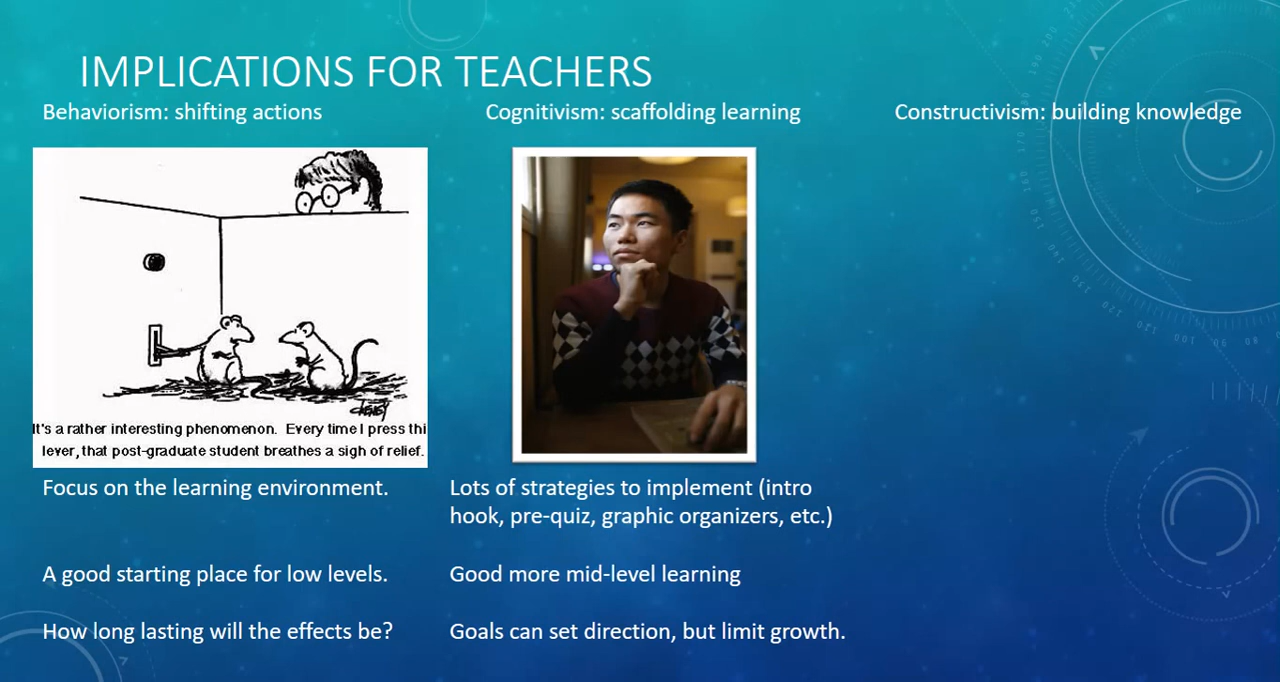 IMPLICATIONS FOR TEACHERS
Behaviorism: shifting actions
Cognitivism: scaffolding learning
Constructivism: building knowledge
It's a rather interesting phenomenon. Every time I press thi
lever, that post-graduate student breathes a sigh of relief.
Focus on the learning environment.
A good starting place for low levels.
How long lasting will the effects be?
Lots of strategies to implement (intro
hook, pre-quiz, graphic organizers, etc.)
Good more mid-level learning
Goals can set direction, but limit growth.